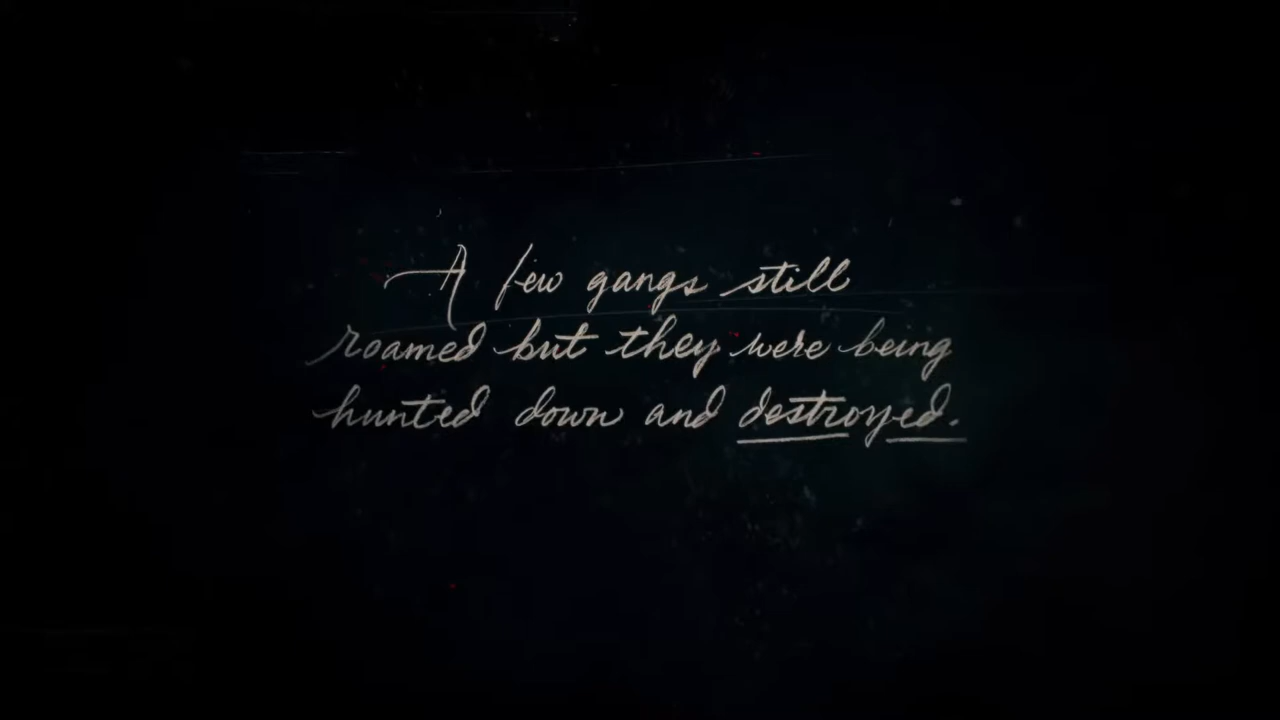 A few gangs still
roamed but they were being
hunted down and destroyed.